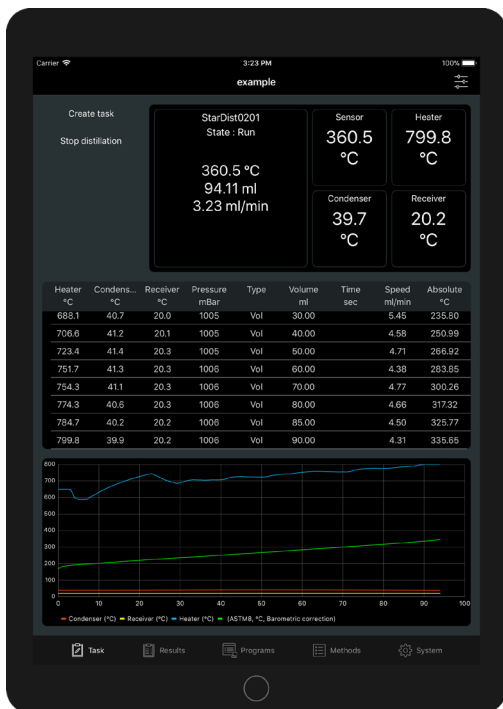 Carrier 3:23 PM 100%
example
Create task
Stop distillation
StarDist0201
State : Run
360.5 °C
94.11 ml
3.23 ml/min
Sensor
360.5
°C
Heater
799.8
°C
Condenser
39.7
°C
Receiver
20.2
°C
Heater Condens... Receiver Pressure Type Volume Time Speed Absolute
°C °C °C mBar ml sec ml/min °C
688.1 40.7 20.0 1005 Vol 30.00 5.45 235.80
706.6 41.2 20.1 1005 Vol 40.00 4.58 250.99
723.4 41.4 20.3 1005 Vol 50.00 4.71 266.92
751.7 41.3 20.3 1006 Vol 60.00 4.38 283.85
754.3 41.1 20.3 1006 Vol 70.00 4.77 300.26
774.3 40.6 20.3 1006 Vol 80.00 4.66 317.32
784.7 40.2 20.2 1006 Vol 85.00 4.50 325.77
799.8 39.9 20.2 1006 Vol 90.00 4.31 335.65
800
700
600
500
400
300
200
100
0
0 10 20 30 40 50 60 70 80 90 100
Condenser (°C) Receiver (°C) Heater (°C) (ASTM8, °C, Barometric correction)
Task Results Programs Methods System